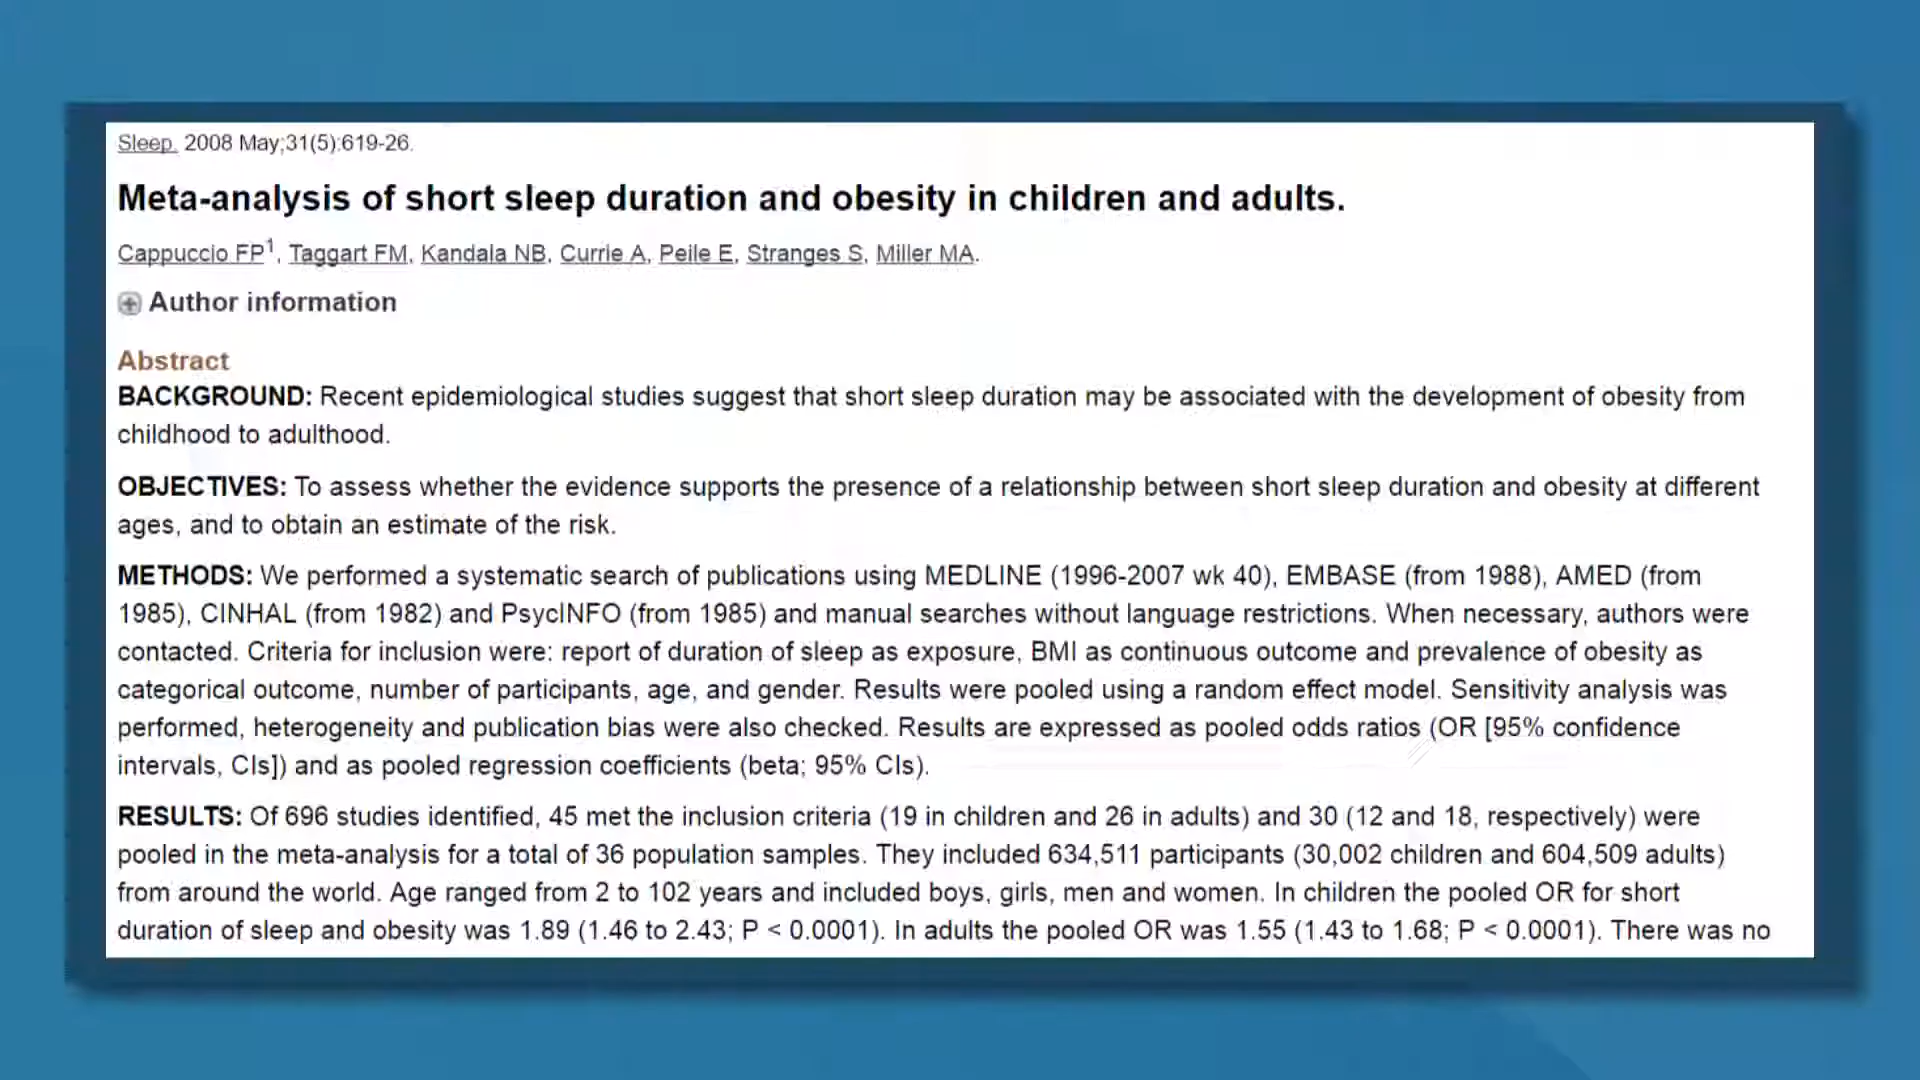 Sleep. 2008 May;31(5):619-26.
Meta-analysis of short sleep duration and obesity in children and adults.
Cappuccio FP1, Taggart FM, Kandala NB, Currie A, Peile E, Stranges S, Miller MA.
Author information
Abstract
BACKGROUND: Recent epidemiological studies suggest that short sleep duration may be associated with the development of obesity from
childhood to adulthood.
OBJECTIVES: To assess whether the evidence supports the presence of a relationship between short sleep duration and obesity at different
ages, and to obtain an estimate of the risk.
METHODS: We performed a systematic search of publications using MEDLINE (1996-2007 wk 40), EMBASE (from 1988), AMED (from
1985), CINHAL (from 1982) and PsycINFO (from 1985) and manual searches without language restrictions. When necessary, authors were
contacted. Criteria for inclusion were: report of duration of sleep as exposure, BMI as continuous outcome and prevalence of obesity as
categorical outcome, number of participants, age, and gender. Results were pooled using a random effect model. Sensitivity analysis was
performed, heterogeneity and publication bias were also checked. Results are expressed as pooled odds ratios (OR [95% confidence
intervals, CIs]) and as pooled regression coefficients (beta; 95% CIs).
RESULTS: Of 696 studies identified, 45 met the inclusion criteria (19 in children and 26 in adults) and 30 (12 and 18, respectively) were
pooled in the meta-analysis for a total of 36 population samples. They included 634,511 participants (30,002 children and 604,509 adults)
from around the world. Age ranged from 2 to 102 years and included boys, girls, men and women. In children the pooled OR for short
duration of sleep and obesity was 1.89 (1.46 to 2.43; P < 0.0001). In adults the pooled OR was 1.55 (1.43 to 1.68; P < 0.0001). There was no